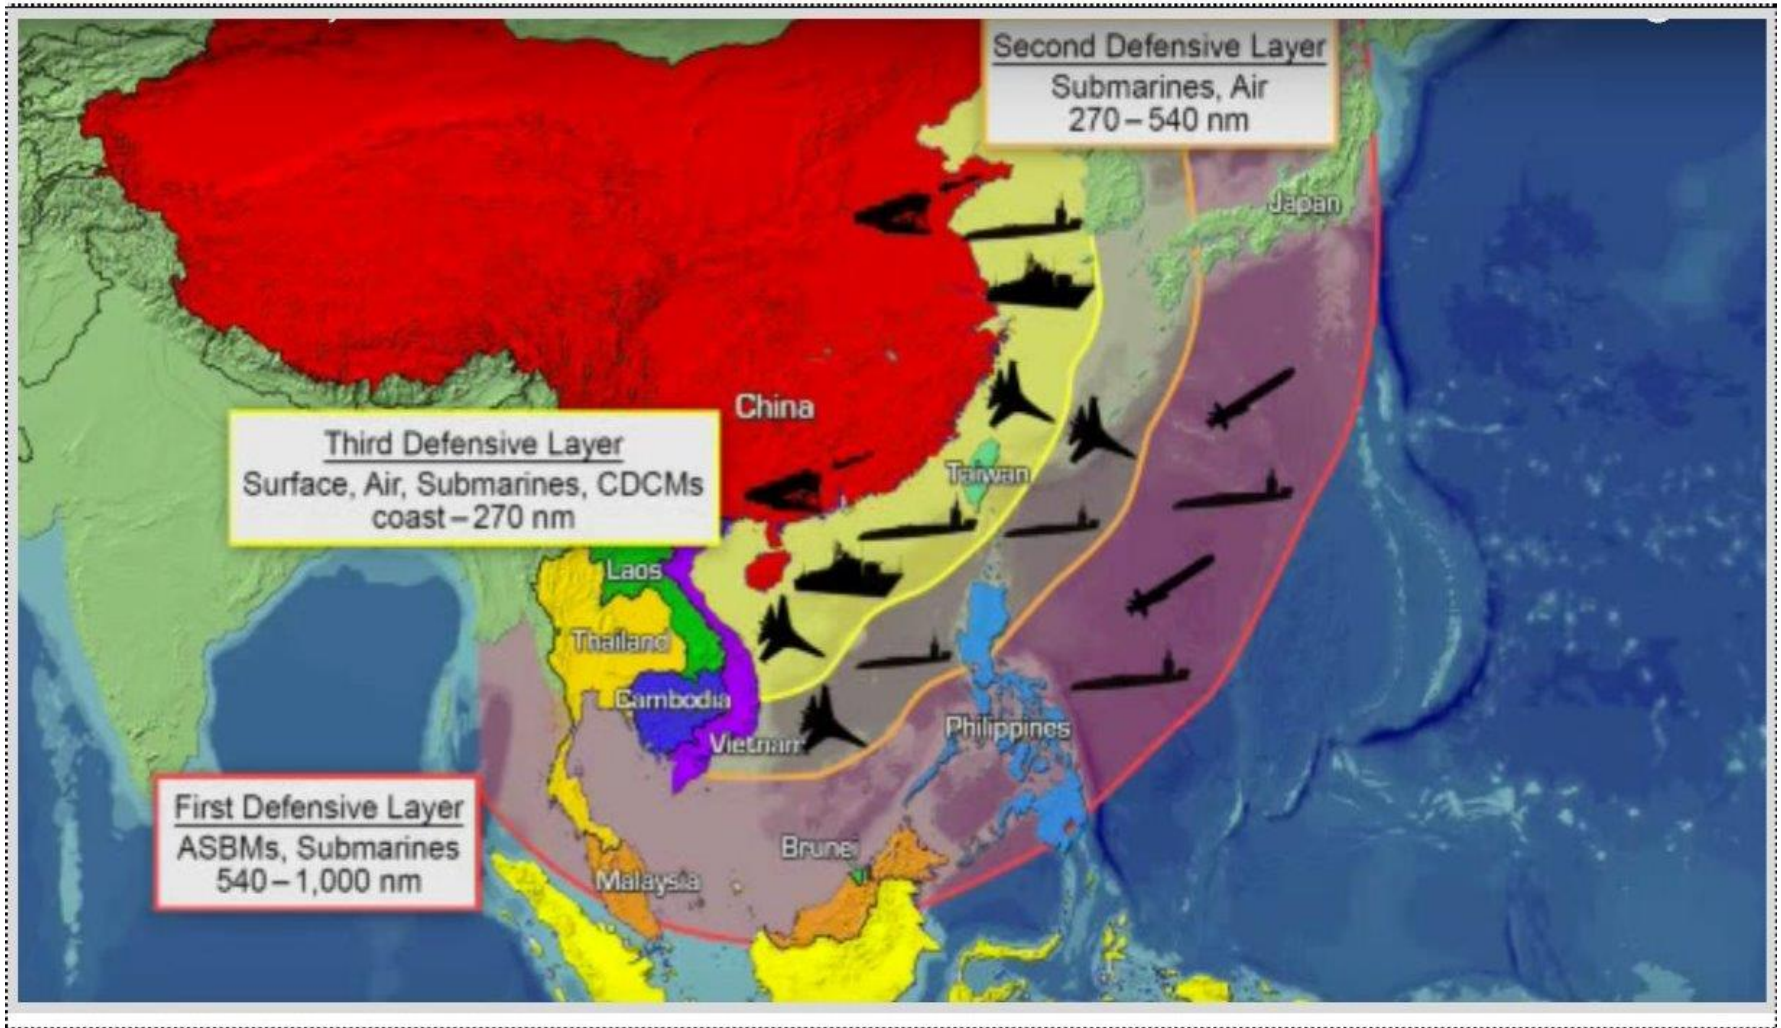 Second Defensive Layer
Submarines, Air
270–540 nm
Japan
China
Third Defensive Layer
Surface, Air, Submarines, CDCMs
coast–270 nm
Taiwan
Laos
Thailand
Cambodia
Vietnam
Philippines
First Defensive Layer
ASBMs, Submarines
540–1,000 nm
Brunei
Malaysia